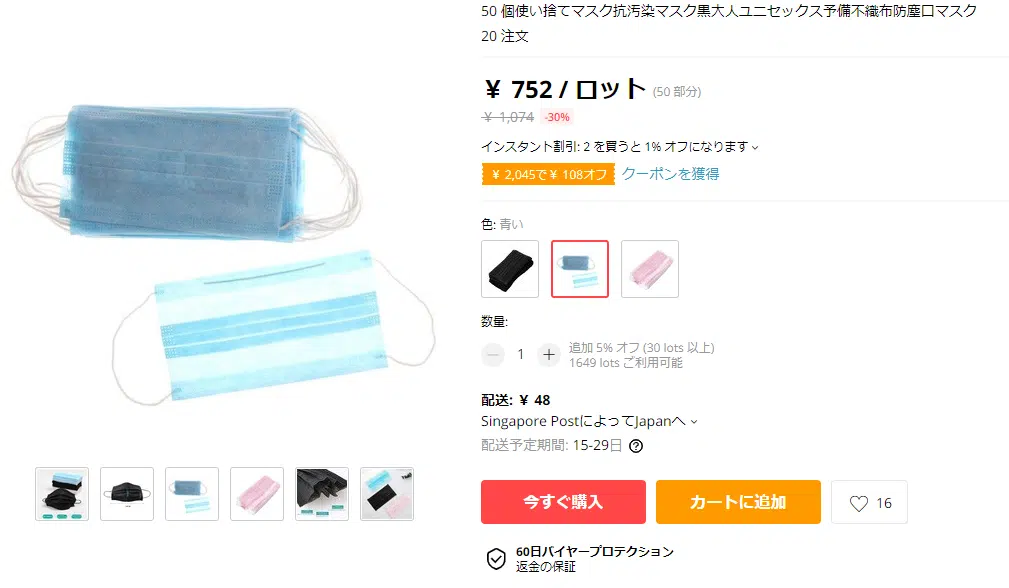 50 個使い捨てマスク抗汚染マスク黒大人ユニセックス予備不織布防塵口マスク
20 注文
¥ 752 / ロット (50 部分)
¥ 1,074 -30%
インスタント割引: 2 を買うと 1% オフになります
¥ 2,045で ¥ 108オフ クーポンを獲得
色: 青い
数量:
1
追加 5% オフ (30 lots 以上)
1649 lots ご利用可能
配送: ¥ 48
Singapore PostによってJapanへ
配送予定期間: 15-29日
今すぐ購入 カートに追加 16
60日バイヤープロテクション
返金の保証